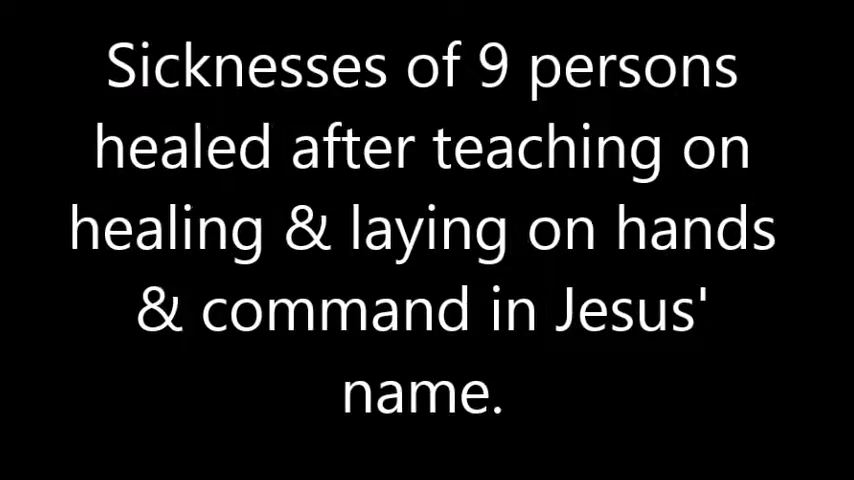 Sicknesses of 9 persons
healed after teaching on
healing & laying on hands
& command in Jesus'
name.